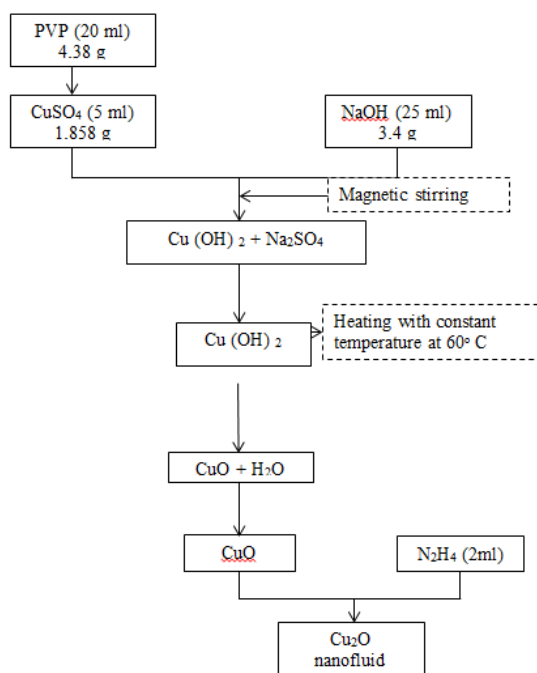 PVP (20 ml)
4.38 g
CuSO₄ (5 ml)
1.858 g
NaOH (25 ml)
3.4 g
Magnetic stirring
Cu (OH) ₂ + Na₂SO₄
Cu (OH) ₂
Heating with constant
temperature at 60° C
CuO + H₂O
CuO
N₂H₄ (2ml)
Cu₂O
nanofluid